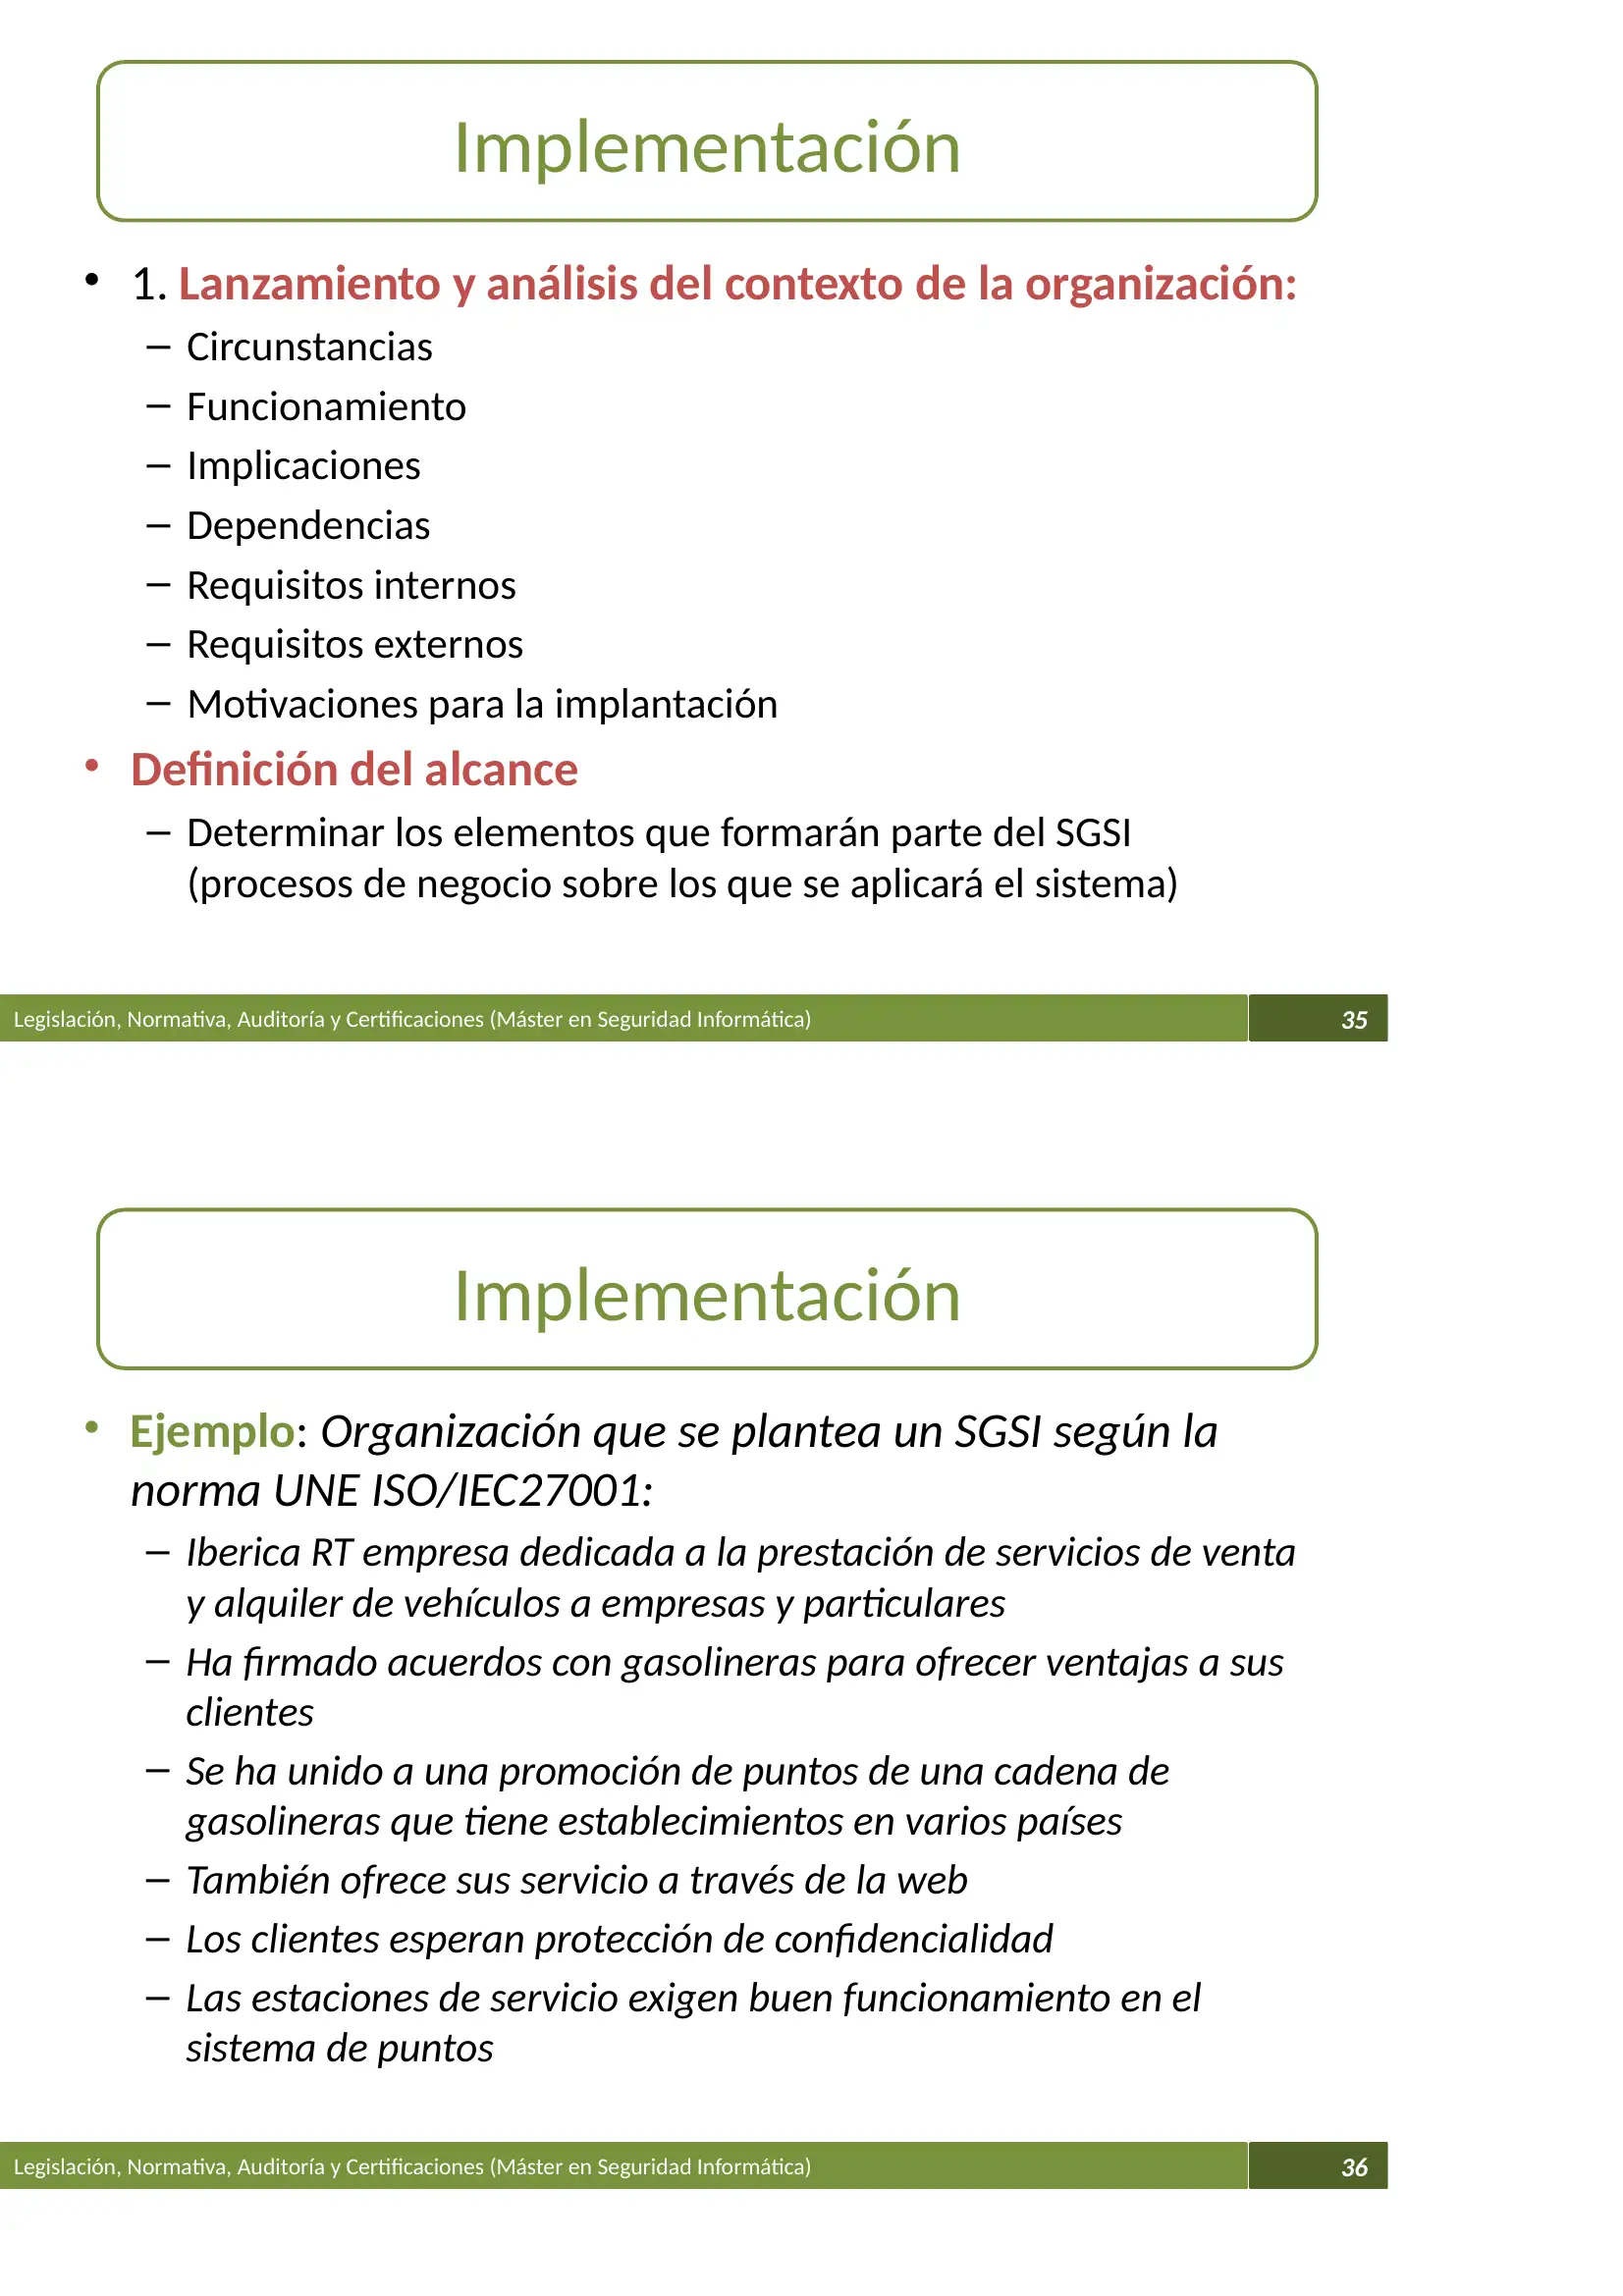 Implementación
• 1. Lanzamiento y análisis del contexto de la organización:
– Circunstancias
– Funcionamiento
– Implicaciones
– Dependencias
– Requisitos internos
– Requisitos externos
– Motivaciones para la implantación
• Definición del alcance
– Determinar los elementos que formarán parte del SGSI
(procesos de negocio sobre los que se aplicará el sistema)
Legislación, Normativa, Auditoría y Certificaciones (Máster en Seguridad Informática)
35
Implementación
• Ejemplo: Organización que se plantea un SGSI según la
norma UNE ISO/IEC27001:
– Iberica RT empresa dedicada a la prestación de servicios de venta
y alquiler de vehículos a empresas y particulares
– Ha firmado acuerdos con gasolineras para ofrecer ventajas a sus
clientes
– Se ha unido a una promoción de puntos de una cadena de
gasolineras que tiene establecimientos en varios países
– También ofrece sus servicio a través de la web
– Los clientes esperan protección de confidencialidad
– Las estaciones de servicio exigen buen funcionamiento en el
sistema de puntos
Legislación, Normativa, Auditoría y Certificaciones (Máster en Seguridad Informática)
36